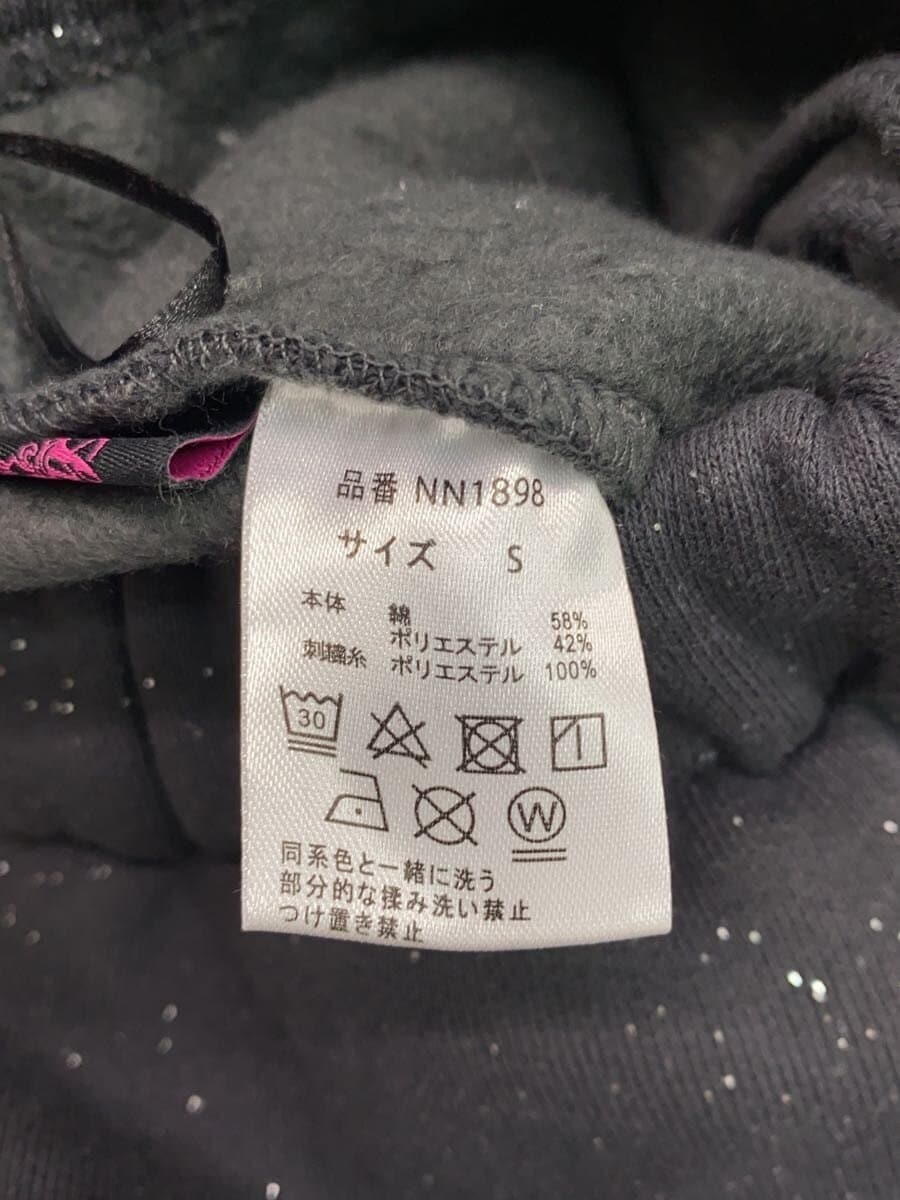 品番 NN1898
サイズ S
本体 綿 58%
ポリエステル 42%
刺繍糸 ポリエステル 100%
30
W
同系色と一緒に洗う
部分的な揉み洗い禁止
つけ置き禁止